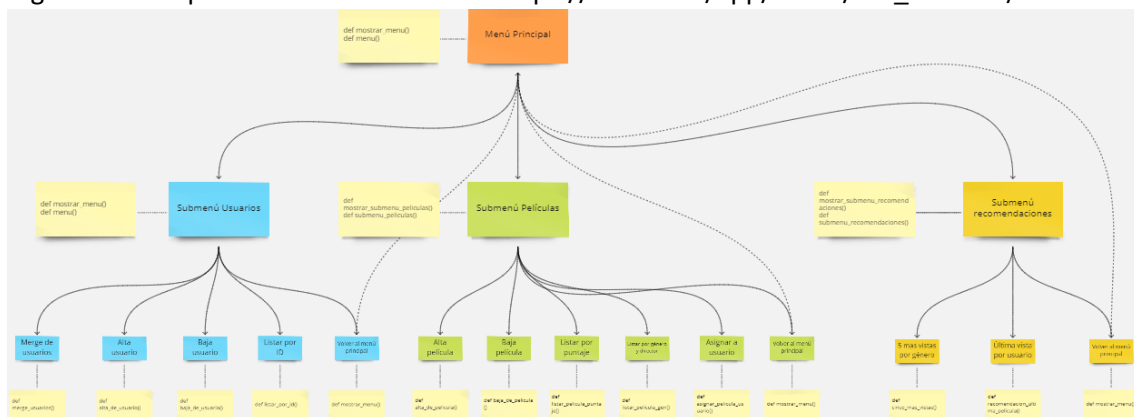 def mostrar_menu()
def menu()
Menú Principal
def mostrar_menu()
def menu()
Submenú Usuarios
def
mostrar_submenu_peliculas()
def submenu_peliculas()
Submenú Películas
def
mostrar_submenu_recomend
aciones()
def
submenu_recomendaciones()
Submenú
recomendaciones
Merge de
usuarios
Alta
usuario
Baja
usuario
Listar por
Volver al menú
principal
Alta
película
Baja
película
Listar por
puntaje
Listar por género
y director
Asignar a
usuario
Volver al menú
principal
5 mas vistas
por género
Última vista
por usuario
Volver al menú
principal
def
merge_usuarios()
def
alta_de_usuario()
def
baja_de_usuario()
def listar_por_id()
def mostrar_menu()
def
alta_de_pelicula()
def baja_de_pelicula
()
def
listar_pelicula_punta
je()
def
listar_pelicula_gen()
def
asignar_pelicula_us
uario()
def mostrar_menu()
def
cinco_mas_vistas()
def
recomendación_ulti
ma_pelicula()
def mostrar_menu()